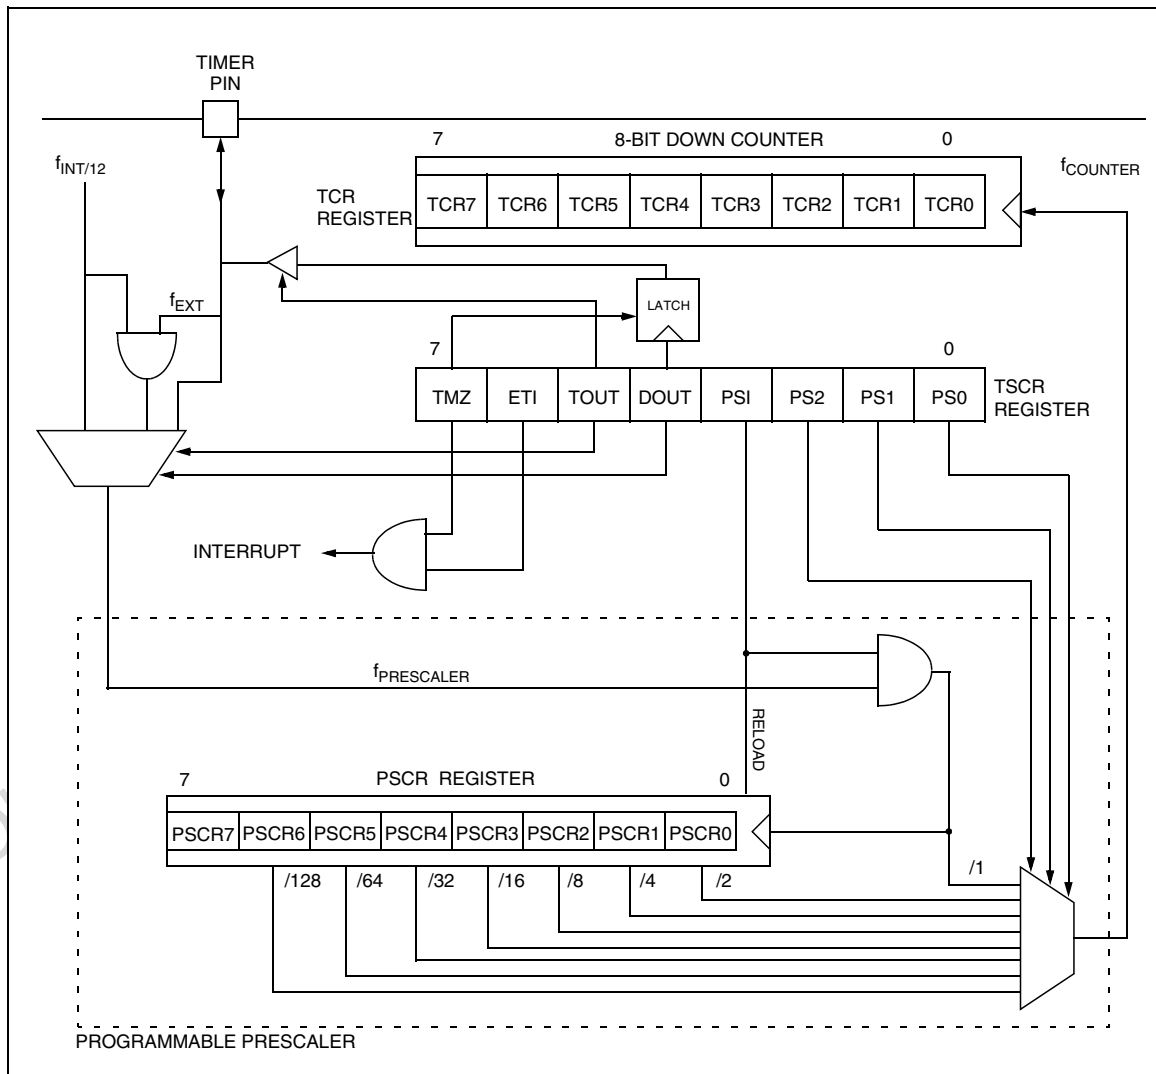 TIMER
PIN
7 8-BIT DOWN COUNTER 0
fINT/12
fCOUNTER
TCR
REGISTER
TCR7 TCR6 TCR5 TCR4 TCR3 TCR2 TCR1 TCR0
fEXT
LATCH
7 0
TMZ ETI TOUT DOUT PSI PS2 PS1 PS0
TSCR
REGISTER
INTERRUPT
fPRESCALER
RELOAD
7 PSCR REGISTER 0
PSCR7 PSCR6 PSCR5 PSCR4 PSCR3 PSCR2 PSCR1 PSCR0
/128 /64 /32 /16 /8 /4 /2 /1
PROGRAMMABLE PRESCALER